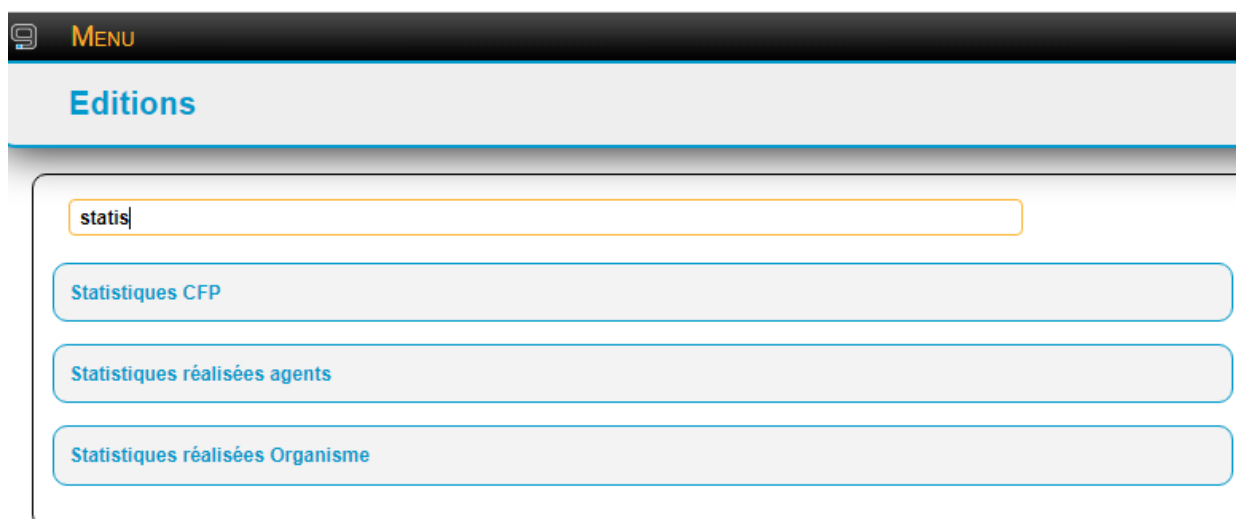 MENU
Editions
statis
Statistiques CFP
Statistiques réalisées agents
Statistiques réalisées Organisme